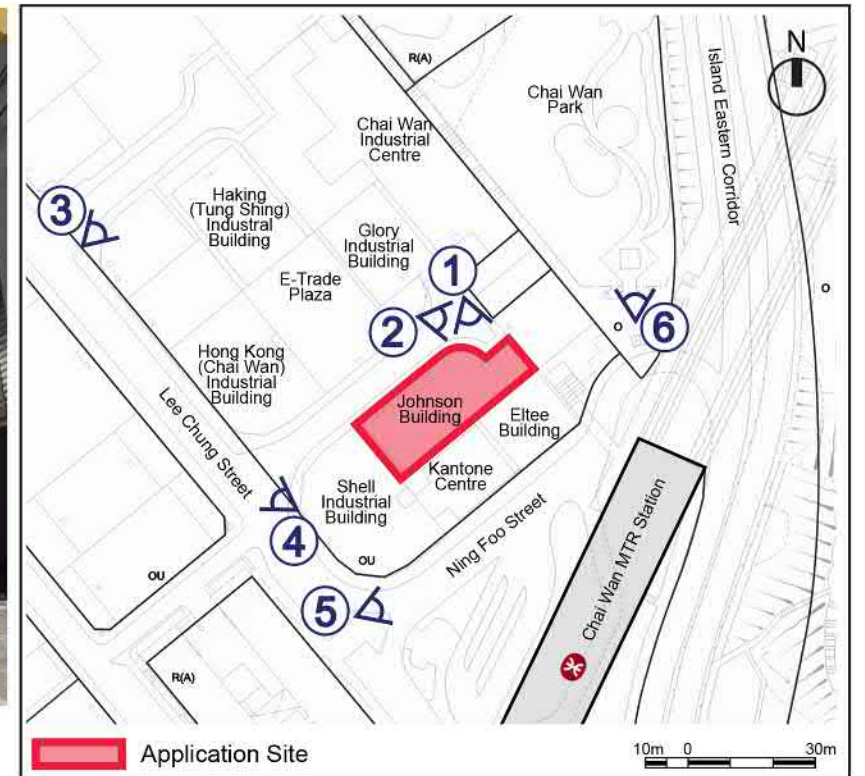 N
R(A)
Chai Wan
Park
Island Eastern Corridor
Chai Wan
Industrial
Centre
3
Haking
(Tung Shing)
Industral
Building
Glory
Industrial
Building
1
E-Trade
Plaza
O
2
O
6
Hong Kong
(Chai Wan)
Industrial
Building
Johnson
Building
Eltee
Building
Lee Chung Street
Kantone
Centre
Shell
Industrial
Building
Ning Foo Street
Chai Wan MTR Station
4
OU
OU
5
R(A)
Application Site
10m 0 30m